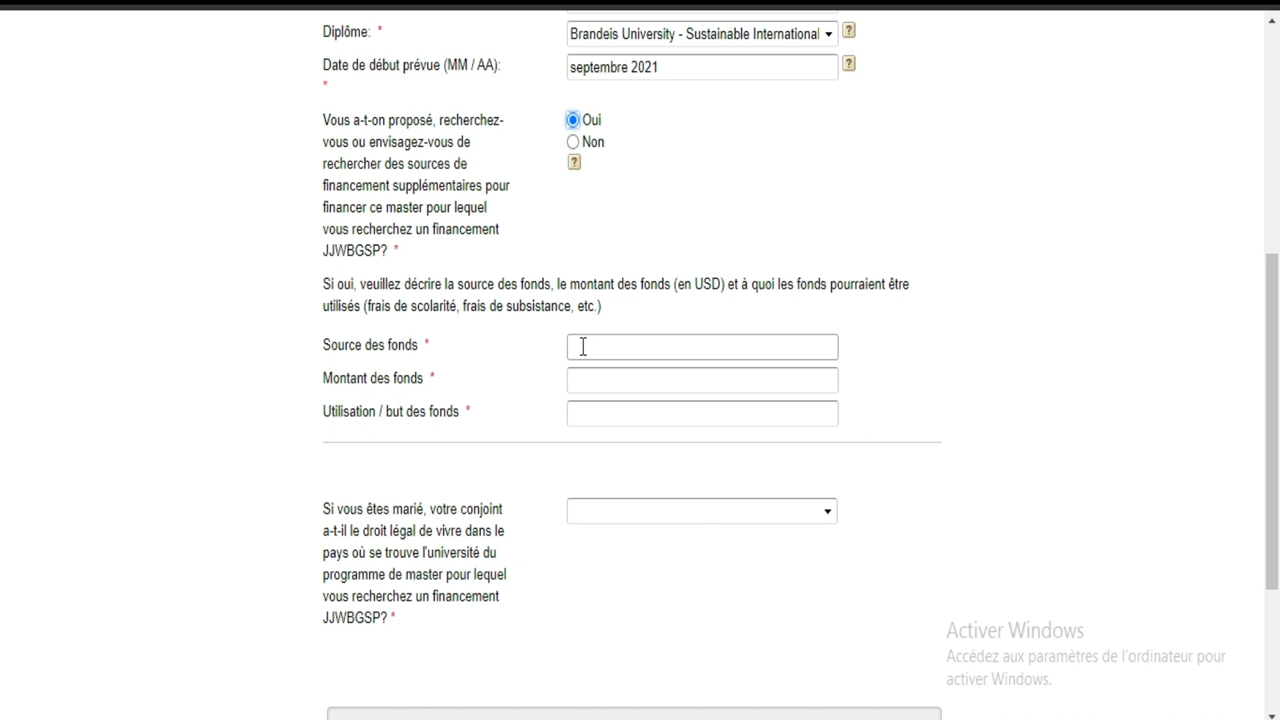 Diplôme: *
Brandeis University - Sustainable International
?
Date de début prévue (MM / AA):
*
septembre 2021
?
Vous a-t-on proposé, recherchez-
vous ou envisagez-vous de
rechercher des sources de
financement supplémentaires pour
financer ce master pour lequel
vous recherchez un financement
JJWBGSP? *
Oui
Non
?
Si oui, veuillez décrire la source des fonds, le montant des fonds (en USD) et à quoi les fonds pourraient être
utilisés (frais de scolarité, frais de subsistance, etc.)
Source des fonds *
Montant des fonds *
Utilisation / but des fonds *
Si vous êtes marié, votre conjoint
a-t-il le droit légal de vivre dans le
pays où se trouve l'université du
programme de master pour lequel
vous recherchez un financement
JJWBGSP? *
Activer Windows
Accédez aux paramètres de l'ordinateur pour
activer Windows.